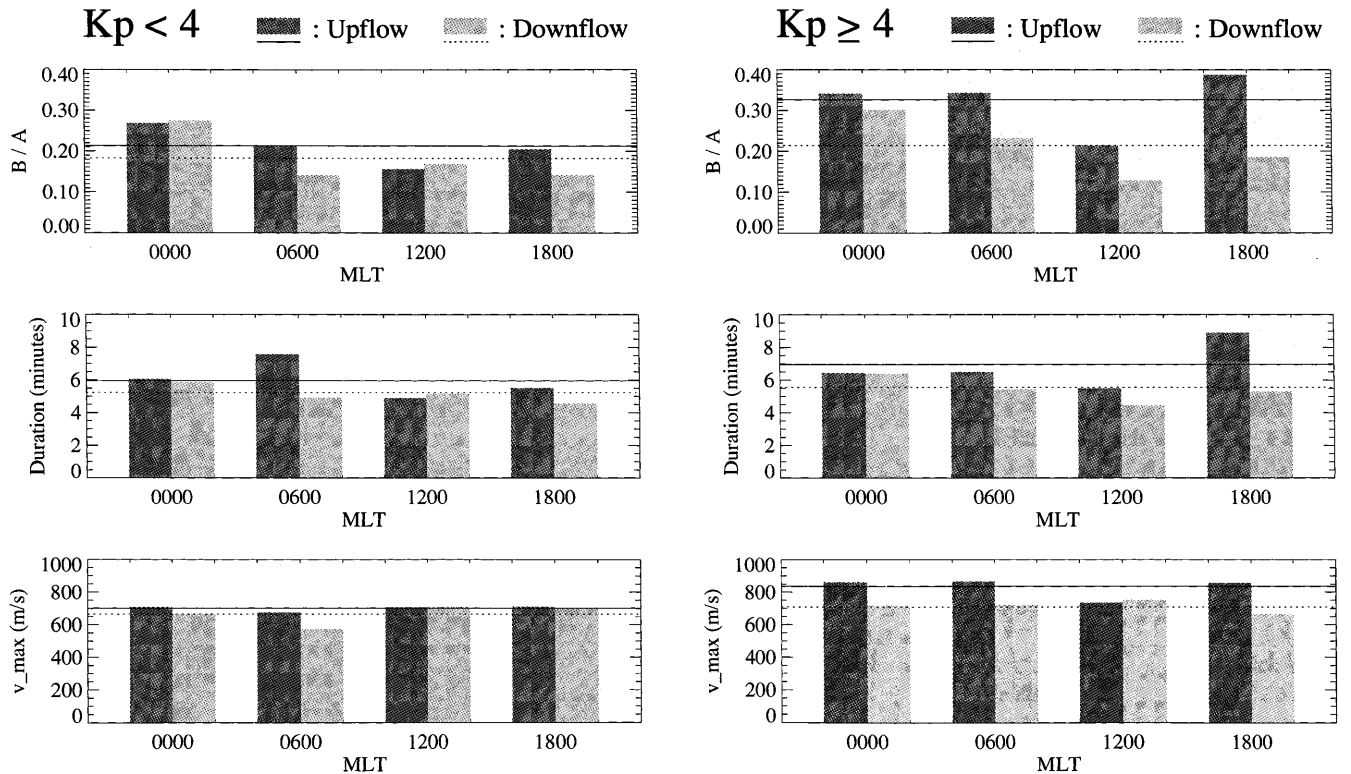 Kp < 4 : Upflow : Downflow
B / A
0.40
0.30
0.20
0.10
0.00
0000 0600 1200 1800
MLT
Duration (minutes)
10
8
6
4
2
0
0000 0600 1200 1800
MLT
v_max (m/s)
1000
800
600
400
200
0
0000 0600 1200 1800
MLT
Kp ≥ 4 : Upflow : Downflow
B / A
0.40
0.30
0.20
0.10
0.00
0000 0600 1200 1800
MLT
Duration (minutes)
10
8
6
4
2
0
0000 0600 1200 1800
MLT
v_max (m/s)
1000
800
600
400
200
0
0000 0600 1200 1800
MLT